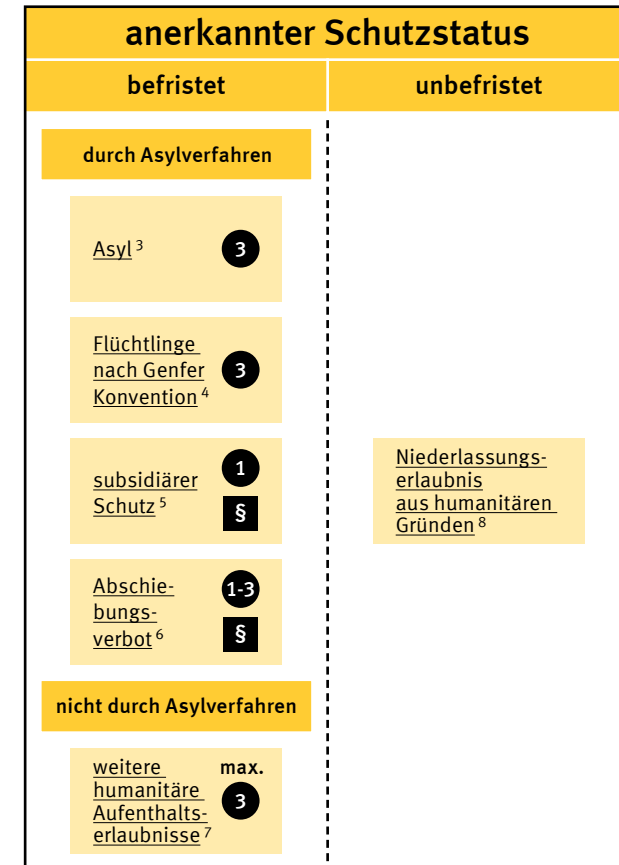 anerkannter Schutzstatus
befristet
unbefristet
durch Asylverfahren
Asyl 3
3
Flüchtlinge
nach Genfer
Konvention 4
3
subsidiärer
Schutz 5
1
§
Abschie-
bungs-
verbot 6
1-3
§
nicht durch Asylverfahren
weitere
humanitäre
Aufenthalts-
erlaubnisse 7
max.
3
Niederlassungs-
erlaubnis
aus humanitären
Gründen 8